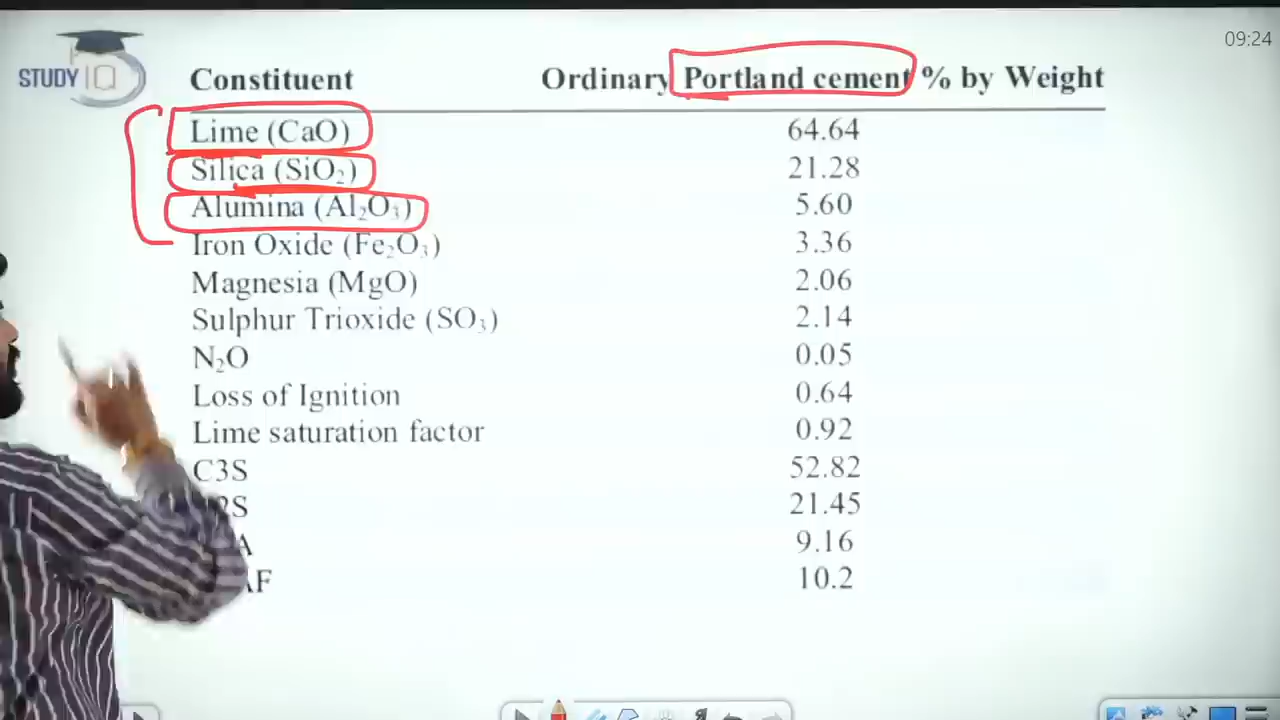 09:24
STUDY IQ
Constituent Ordinary Portland cement % by Weight
Lime (CaO) 64.64
Silica (SiO₂) 21.28
Alumina (Al₂O₃) 5.60
Iron Oxide (Fe₂O₃) 3.36
Magnesia (MgO) 2.06
Sulphur Trioxide (SO₃) 2.14
N₂O 0.05
Loss of Ignition 0.64
Lime saturation factor 0.92
C3S 52.82
21.45
9.16
10.2